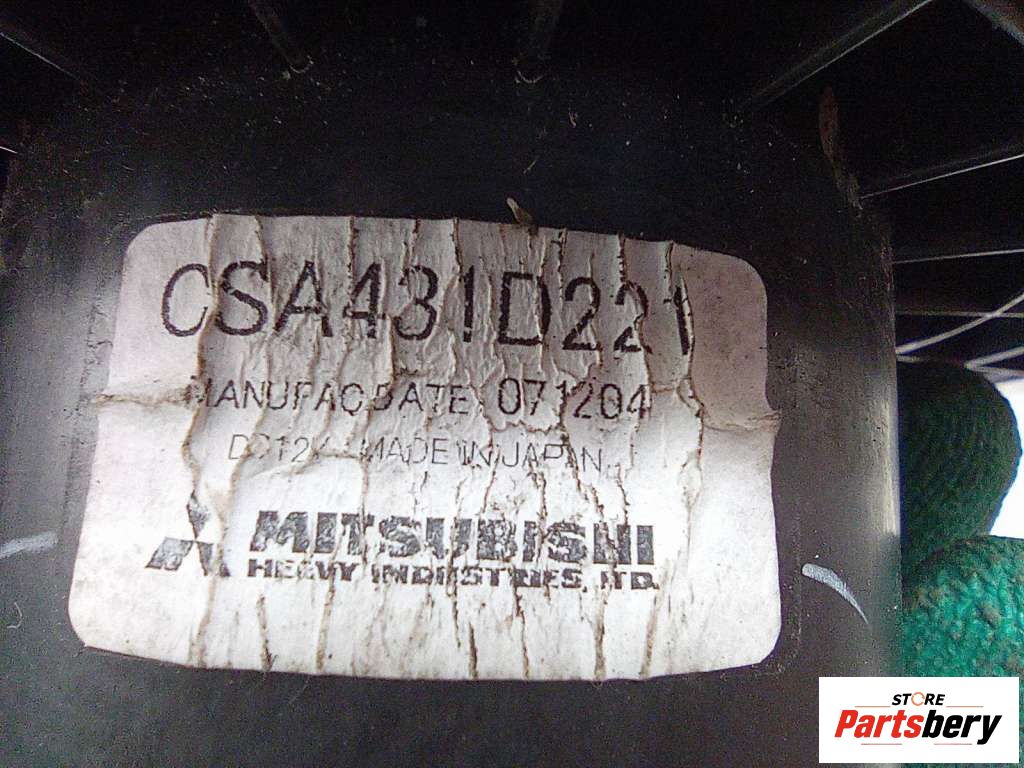 CSA431D221
MANUFAC DATE 071204
DC12V MADE IN JAPAN
MITSUBISHI
HEAVY INDUSTRIES, LTD.
STORE
Partsbery